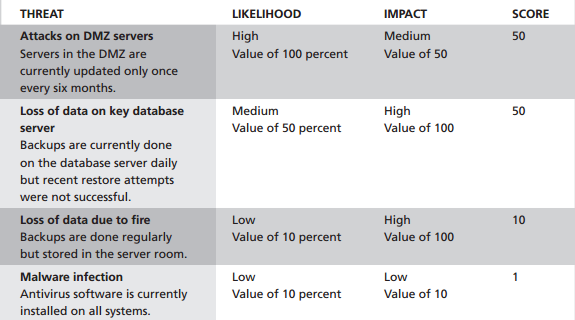 THREAT LIKELIHOOD IMPACT SCORE
Attacks on DMZ servers High Medium 50
Servers in the DMZ are Value of 100 percent Value of 50
currently updated only once
every six months.
Loss of data on key database Medium High 50
server Value of 50 percent Value of 100
Backups are currently done
on the database server daily
but recent restore attempts
were not successful.
Loss of data due to fire Low High 10
Backups are done regularly Value of 10 percent Value of 100
but stored in the server room.
Malware infection Low Low 1
Antivirus software is currently Value of 10 percent Value of 10
installed on all systems.